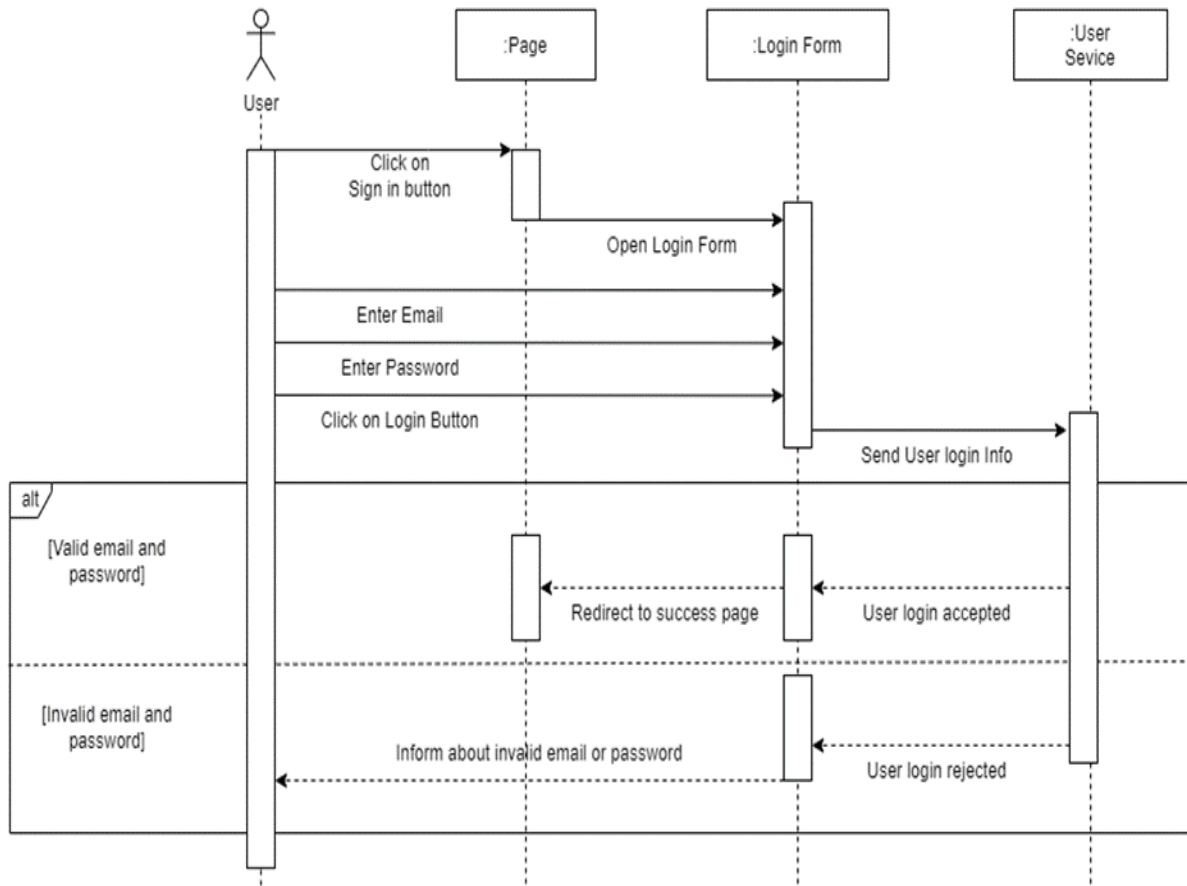 User
:Page
:Login Form
:User
Sevice
Click on
Sign in button
Open Login Form
Enter Email
Enter Password
Click on Login Button
Send User login Info
alt
[Valid email and
password]
Redirect to success page
User login accepted
[Invalid email and
password]
Inform about invalid email or password
User login rejected